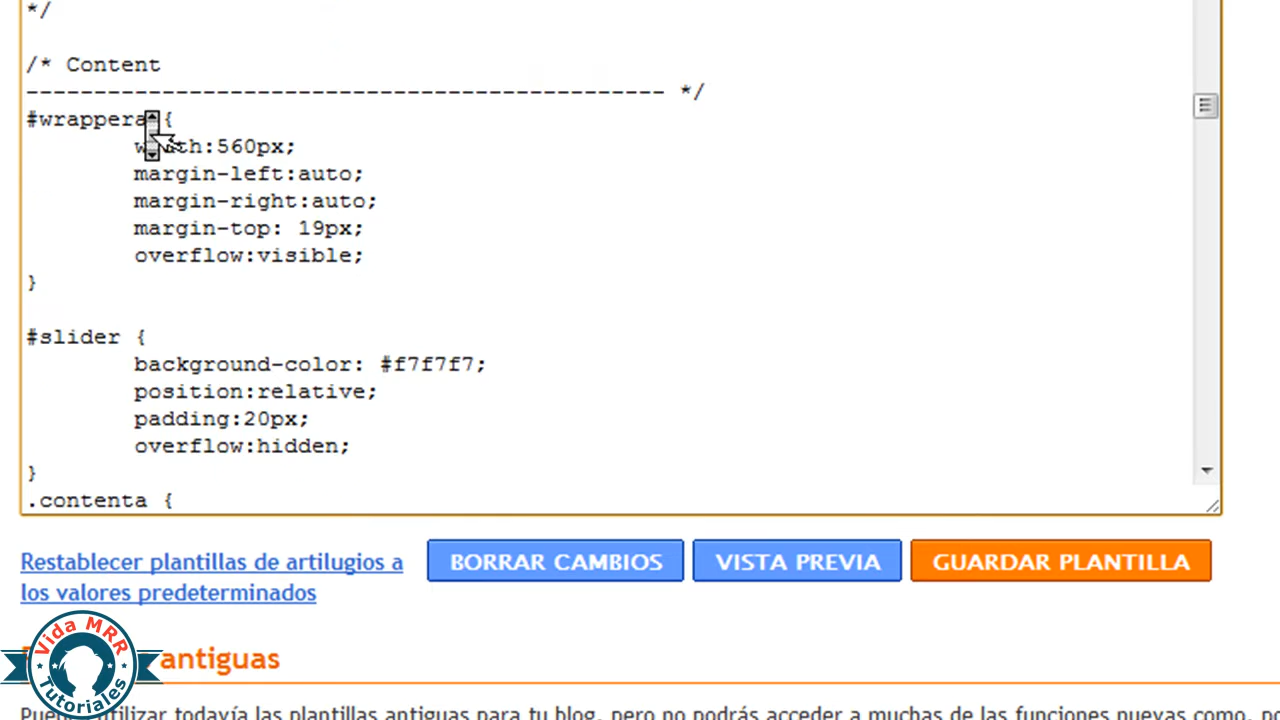 */
/* Content
----------------------------------------------- */
#wrappera {
width:560px;
margin-left:auto;
margin-right:auto;
margin-top: 19px;
overflow:visible;
}
#slider {
background-color: #f7f7f7;
position:relative;
padding:20px;
overflow:hidden;
}
.contenta {
Restablecer plantillas de artilugios a
los valores predeterminados
BORRAR CAMBIOS
VISTA PREVIA
GUARDAR PLANTILLA
antiguas
Vida MRR
Tutoriales
utilizar todavía las plantillas antiguas para tu blog, pero no podrás acceder a muchas de las funciones nuevas como, po